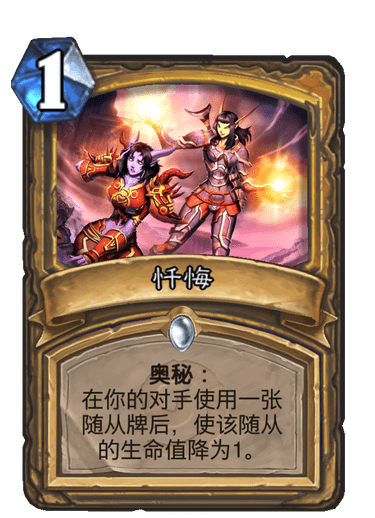 1
忏悔
奥秘：
在你的对手使用一张
随从牌后，使该随从
的生命值降为1。